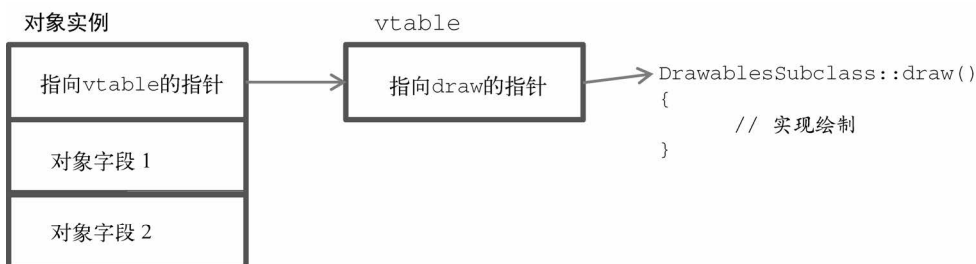 对象实例
vtable
指向vtable的指针
指向draw的指针
DrawablesSubclass::draw()
{
// 实现绘制
}
对象字段 1
对象字段 2